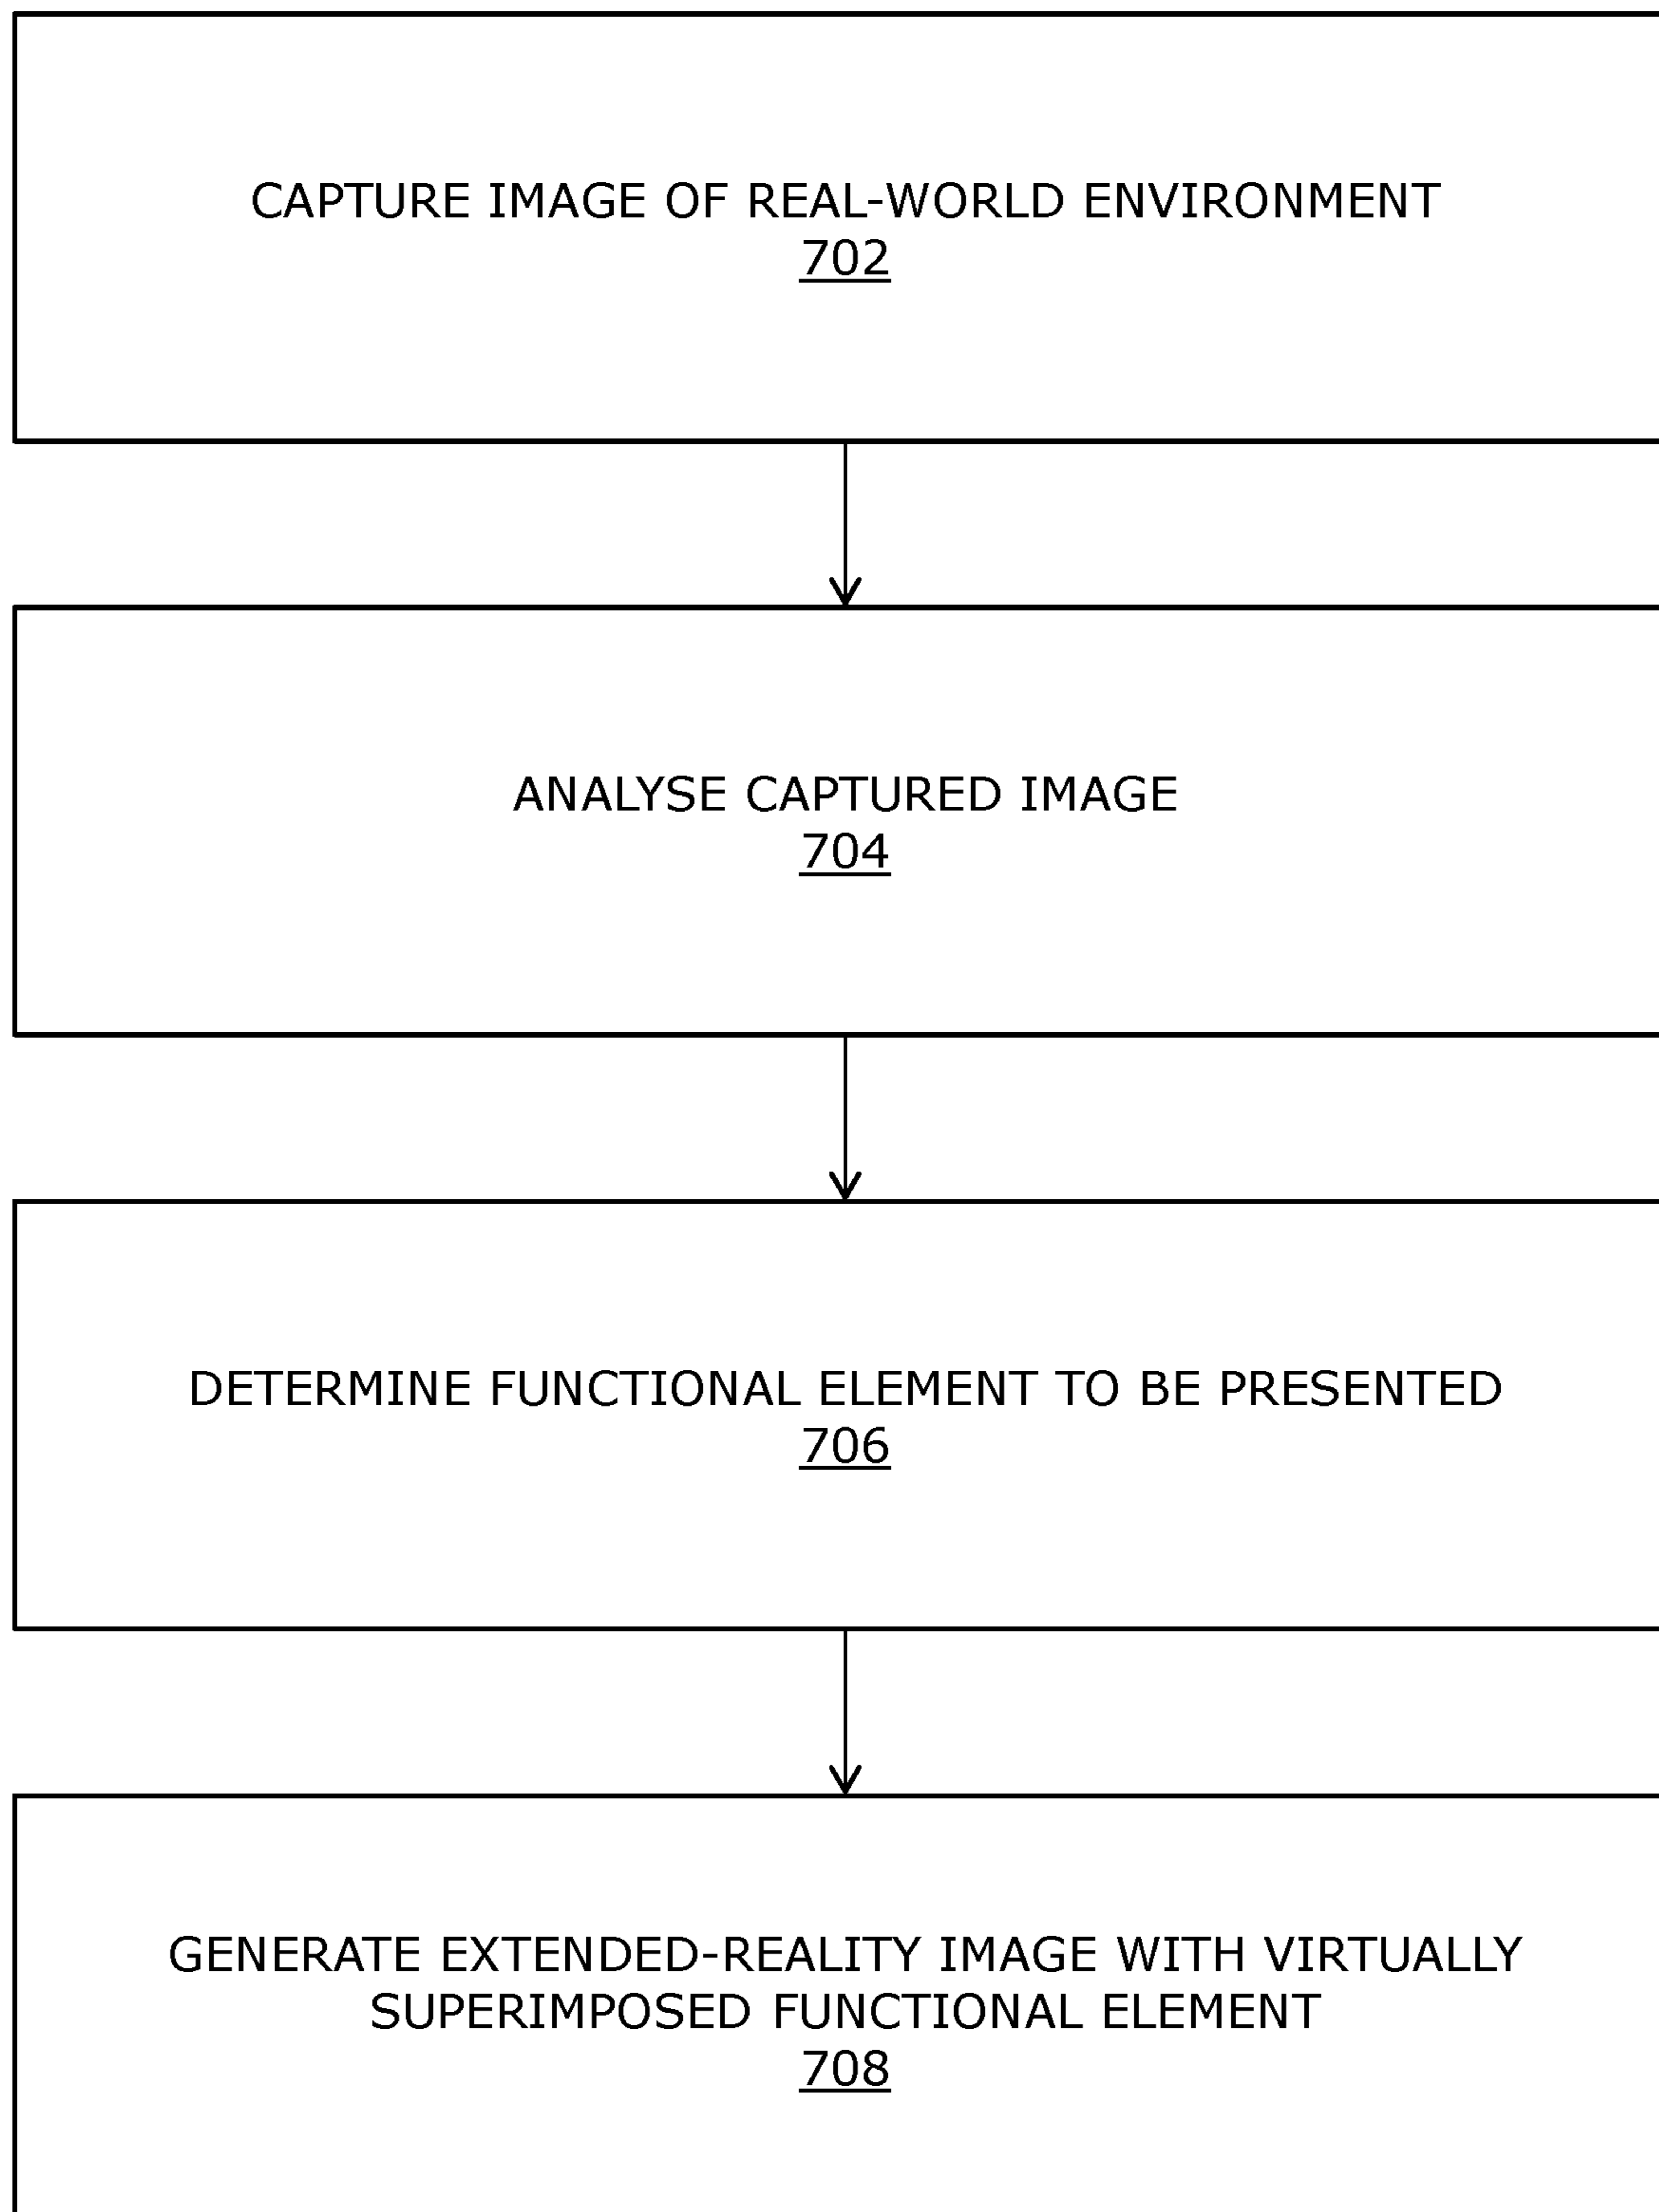 CAPTURE IMAGE OF REAL-WORLD ENVIRONMENT
702
ANALYSE CAPTURED IMAGE
704
DETERMINE FUNCTIONAL ELEMENT TO BE PRESENTED
706
GENERATE EXTENDED-REALITY IMAGE WITH VIRTUALLY
SUPERIMPOSED FUNCTIONAL ELEMENT
708